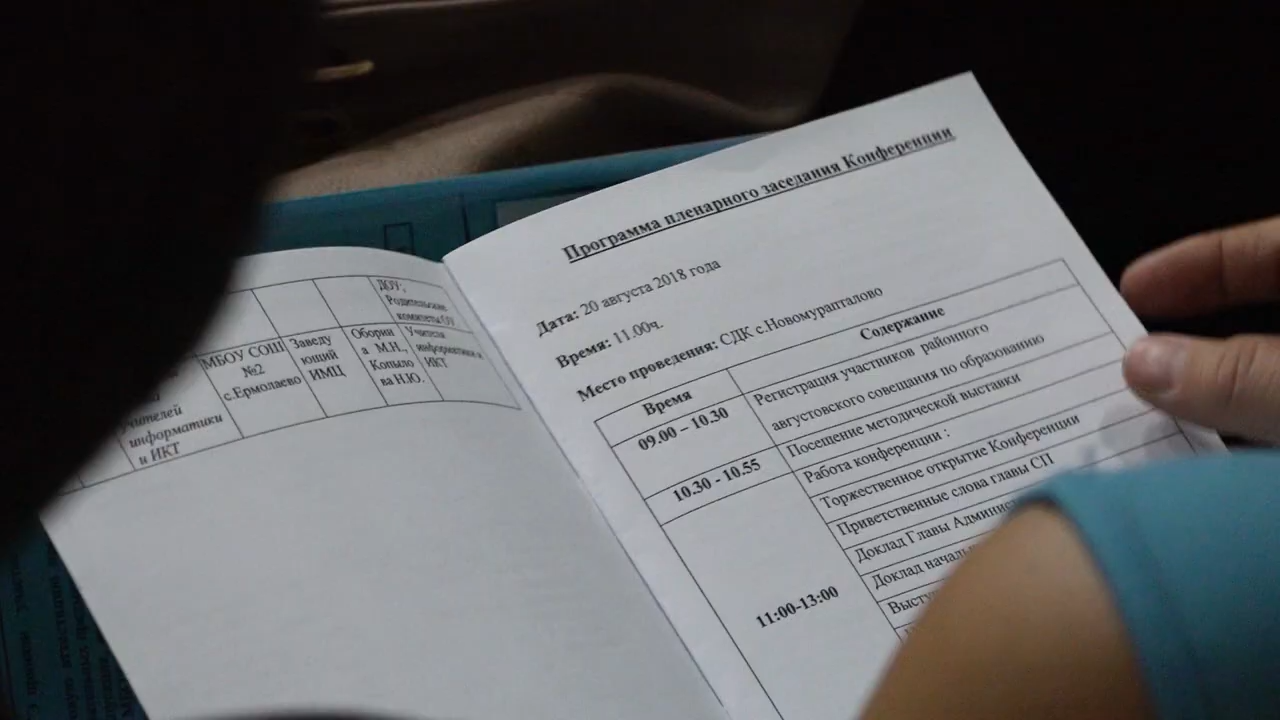 ДОУ;
Родительские
комитеты ОУ
МБОУ СОШ
№2
с.Ермолаево
Заведу
ющий
ИМЦ
Оборин
а М.Н.,
Копыло
ва Н.Ю.
Учителя
информатики и
ИКТ
учителей
информатики
и ИКТ
Программа пленарного заседания Конференции
Дата: 20 августа 2018 года
Время: 11.00ч.
Место проведения: СДК с.Новомурапталово
Время
Содержание
09.00 – 10.30
Регистрация участников районного
августовского совещания по образованию
10.30 - 10.55
Посещение методической выставки
Работа конференции :
11:00-13:00
Торжественное открытие Конференции
Приветственные слова главы СП
Доклад Главы
Доклад